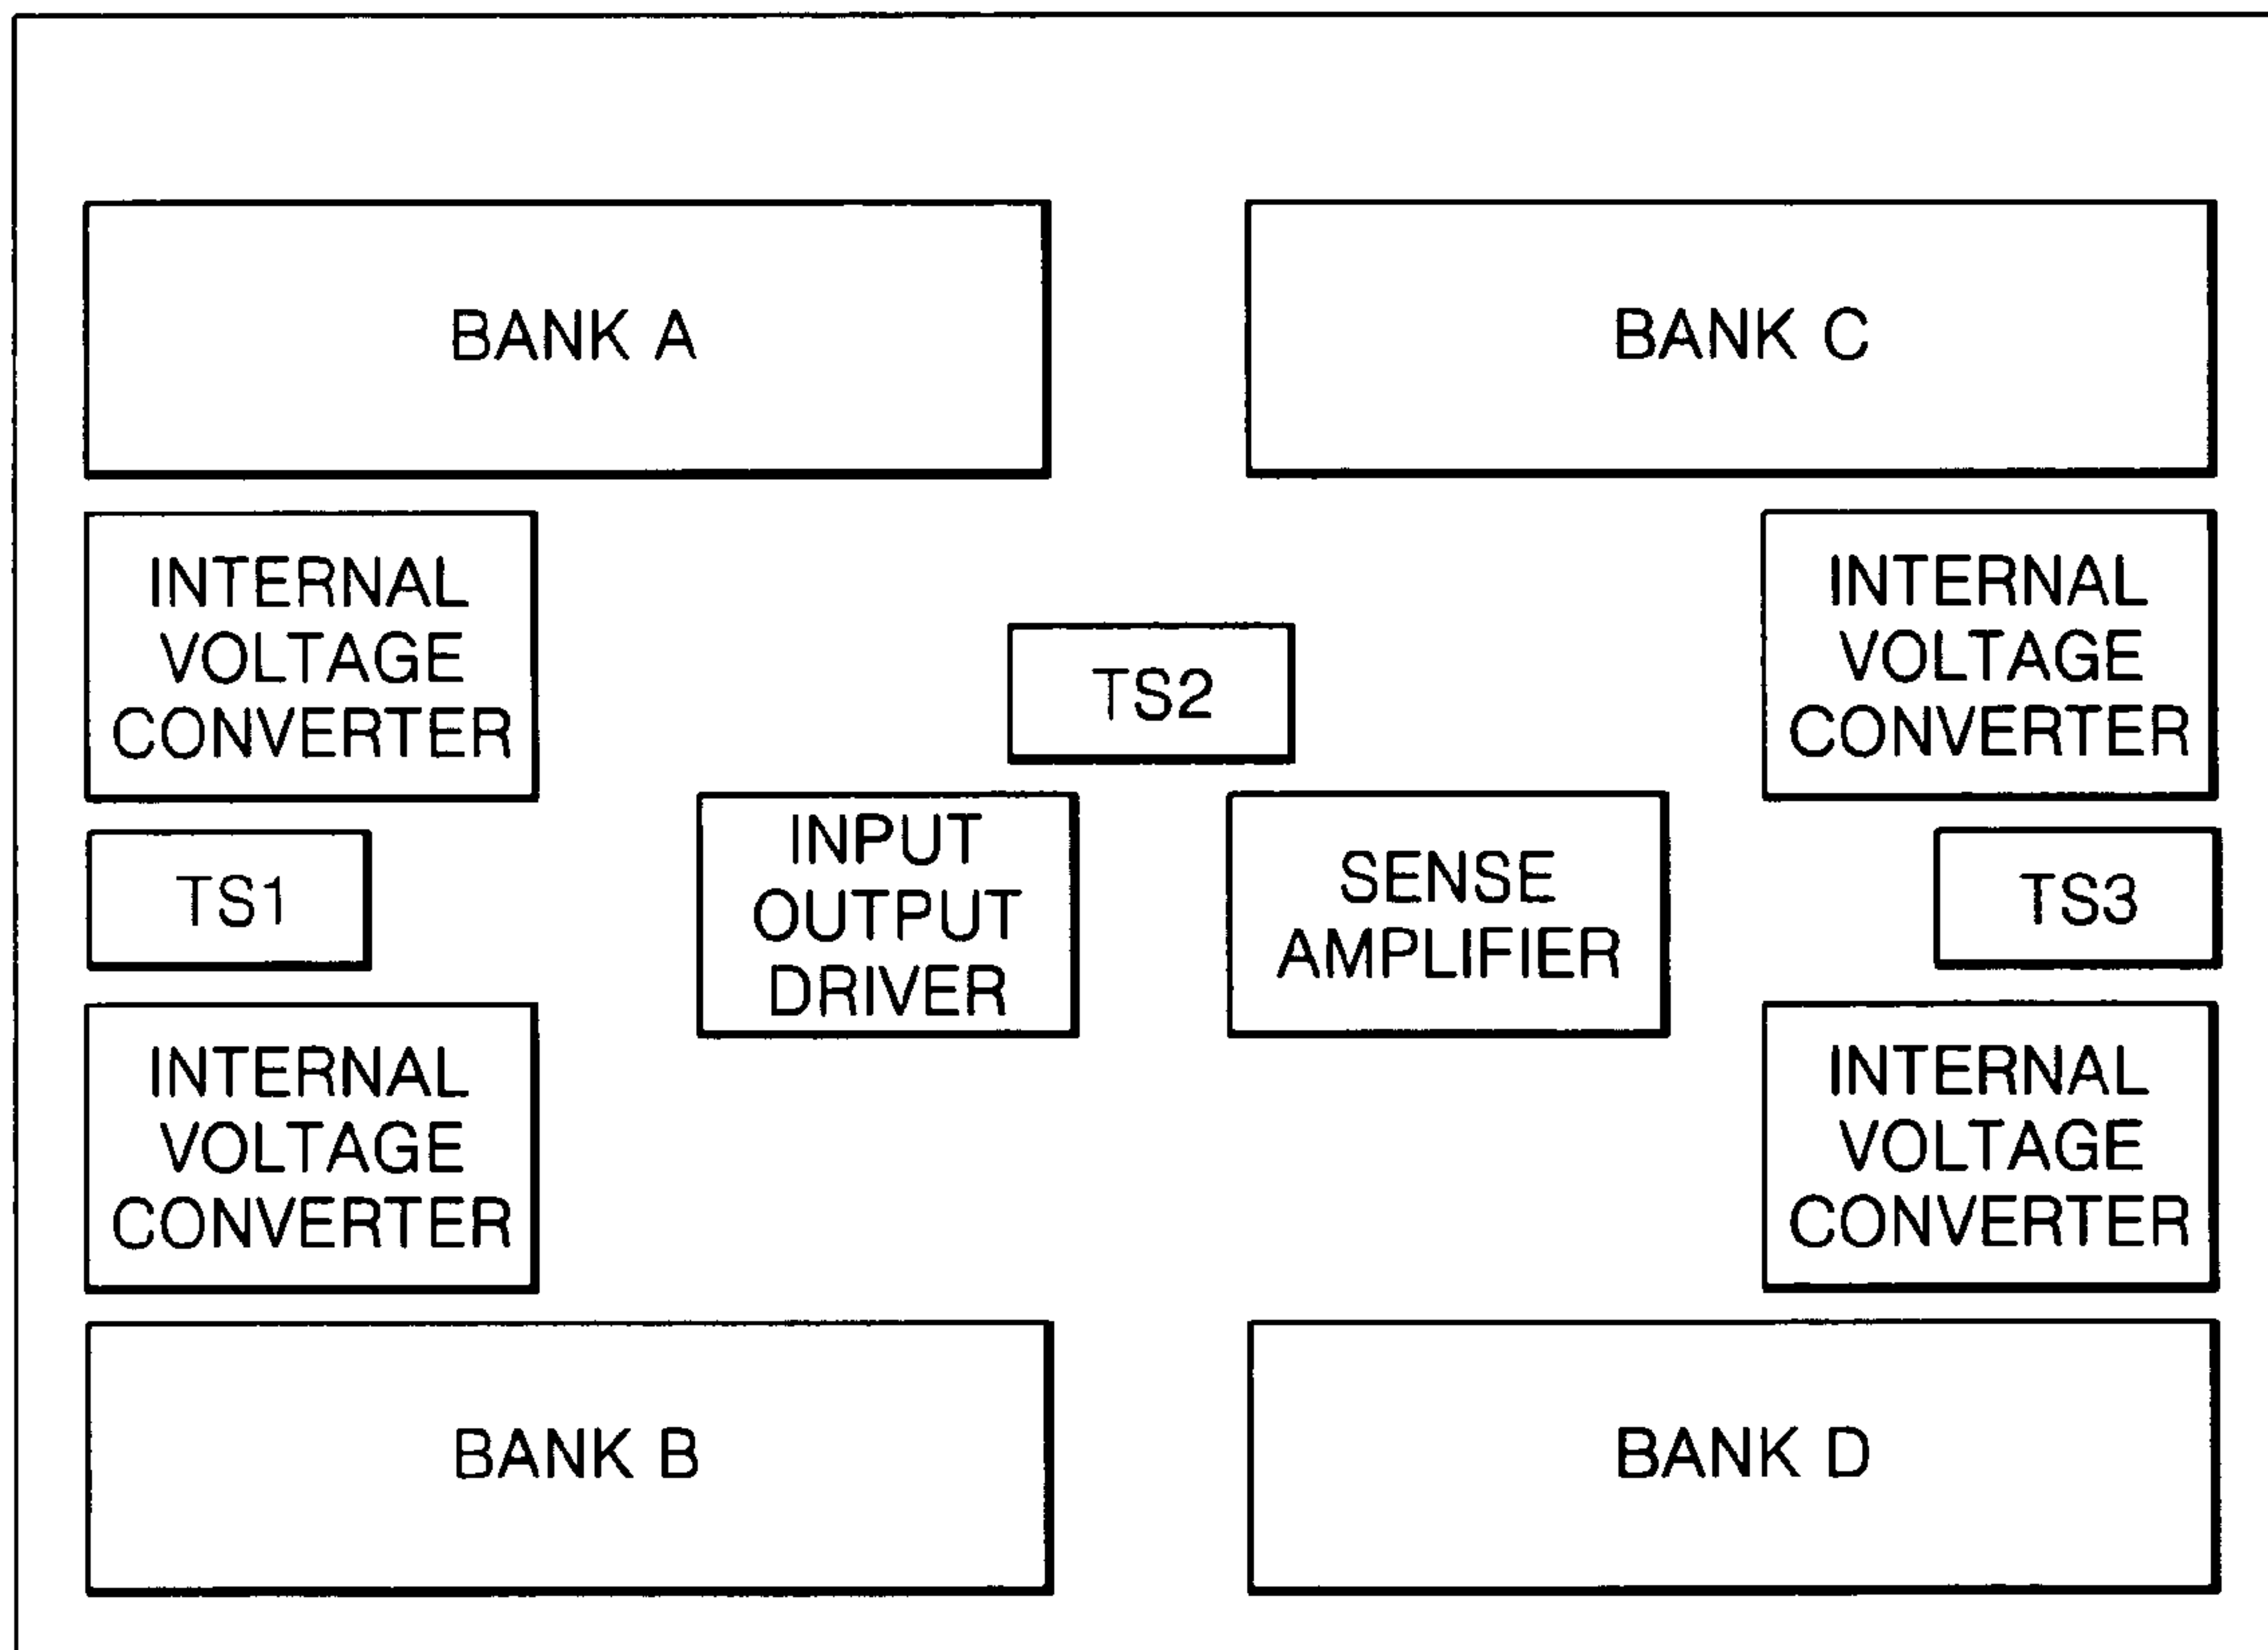 BANK A
BANK C
INTERNAL
VOLTAGE
CONVERTER
TS2
INTERNAL
VOLTAGE
CONVERTER
TS1
INPUT
OUTPUT
DRIVER
SENSE
AMPLIFIER
TS3
INTERNAL
VOLTAGE
CONVERTER
INTERNAL
VOLTAGE
CONVERTER
BANK B
BANK D